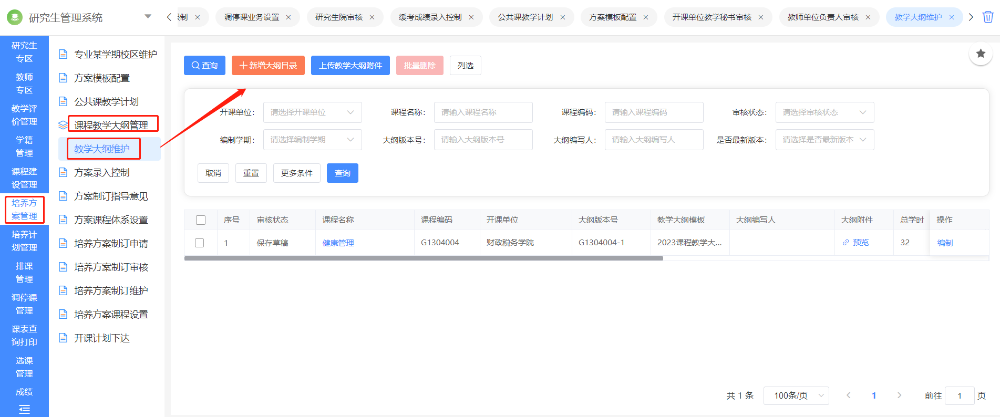 研究生管理系统
调停课业务设置
研究生院审核
缓考成绩录入控制
公共课教学计划
方案模板配置
开课单位教学秘书审核
教师单位负责人审核
教学大纲维护
研究生
专区
教师
专区
教学评
价管理
学籍
管理
课程建
设管理
培养方
案管理
培养计
划管理
排课
管理
调停课
管理
课表查
询打印
选课
管理
成绩
专业某学期校区维护
方案模板配置
公共课教学计划
课程教学大纲管理
教学大纲维护
方案录入控制
方案制订指导意见
方案课程体系设置
培养方案制订申请
培养方案制订审核
培养方案制订维护
培养方案课程设置
开课计划下达
查询 新增大纲目录 上传教学大纲附件 批量删除 列选
开课单位: 请选择开课单位 课程名称: 请输入课程名称 课程编码: 请输入课程编码 审核状态: 请选择审核状态
编制学期: 请选择编制学期 大纲版本号: 请输入大纲版本号 大纲编写人: 请输入大纲编写人 是否最新版本: 请选择是否最新版本
取消 重置 更多条件 查询
序号 审核状态 课程名称 课程编码 开课单位 大纲版本号 教学大纲模板 大纲编写人 大纲附件 总学时 操作
1 保存草稿 健康管理 G1304004 财政税务学院 G1304004-1 2023课程教学大... 预览 32 编制
共 1 条 100条/页 1 前往 1 页